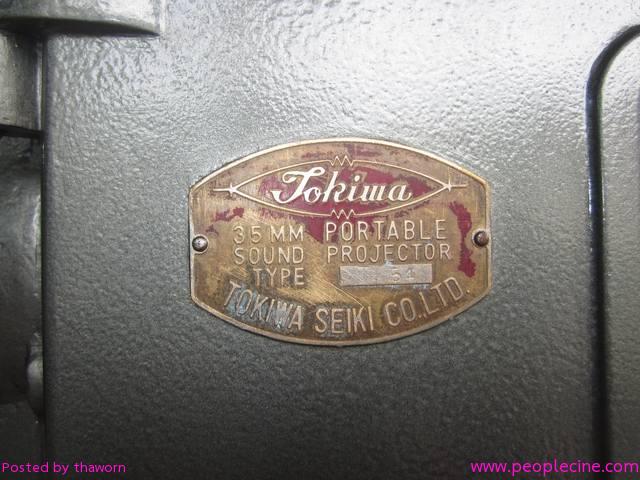 Tokiwa
35MM PORTABLE
SOUND PROJECTOR
TYPE
TOKIWA SEIKI CO.,LTD.
Posted by thaworn
www.peoplecine.com